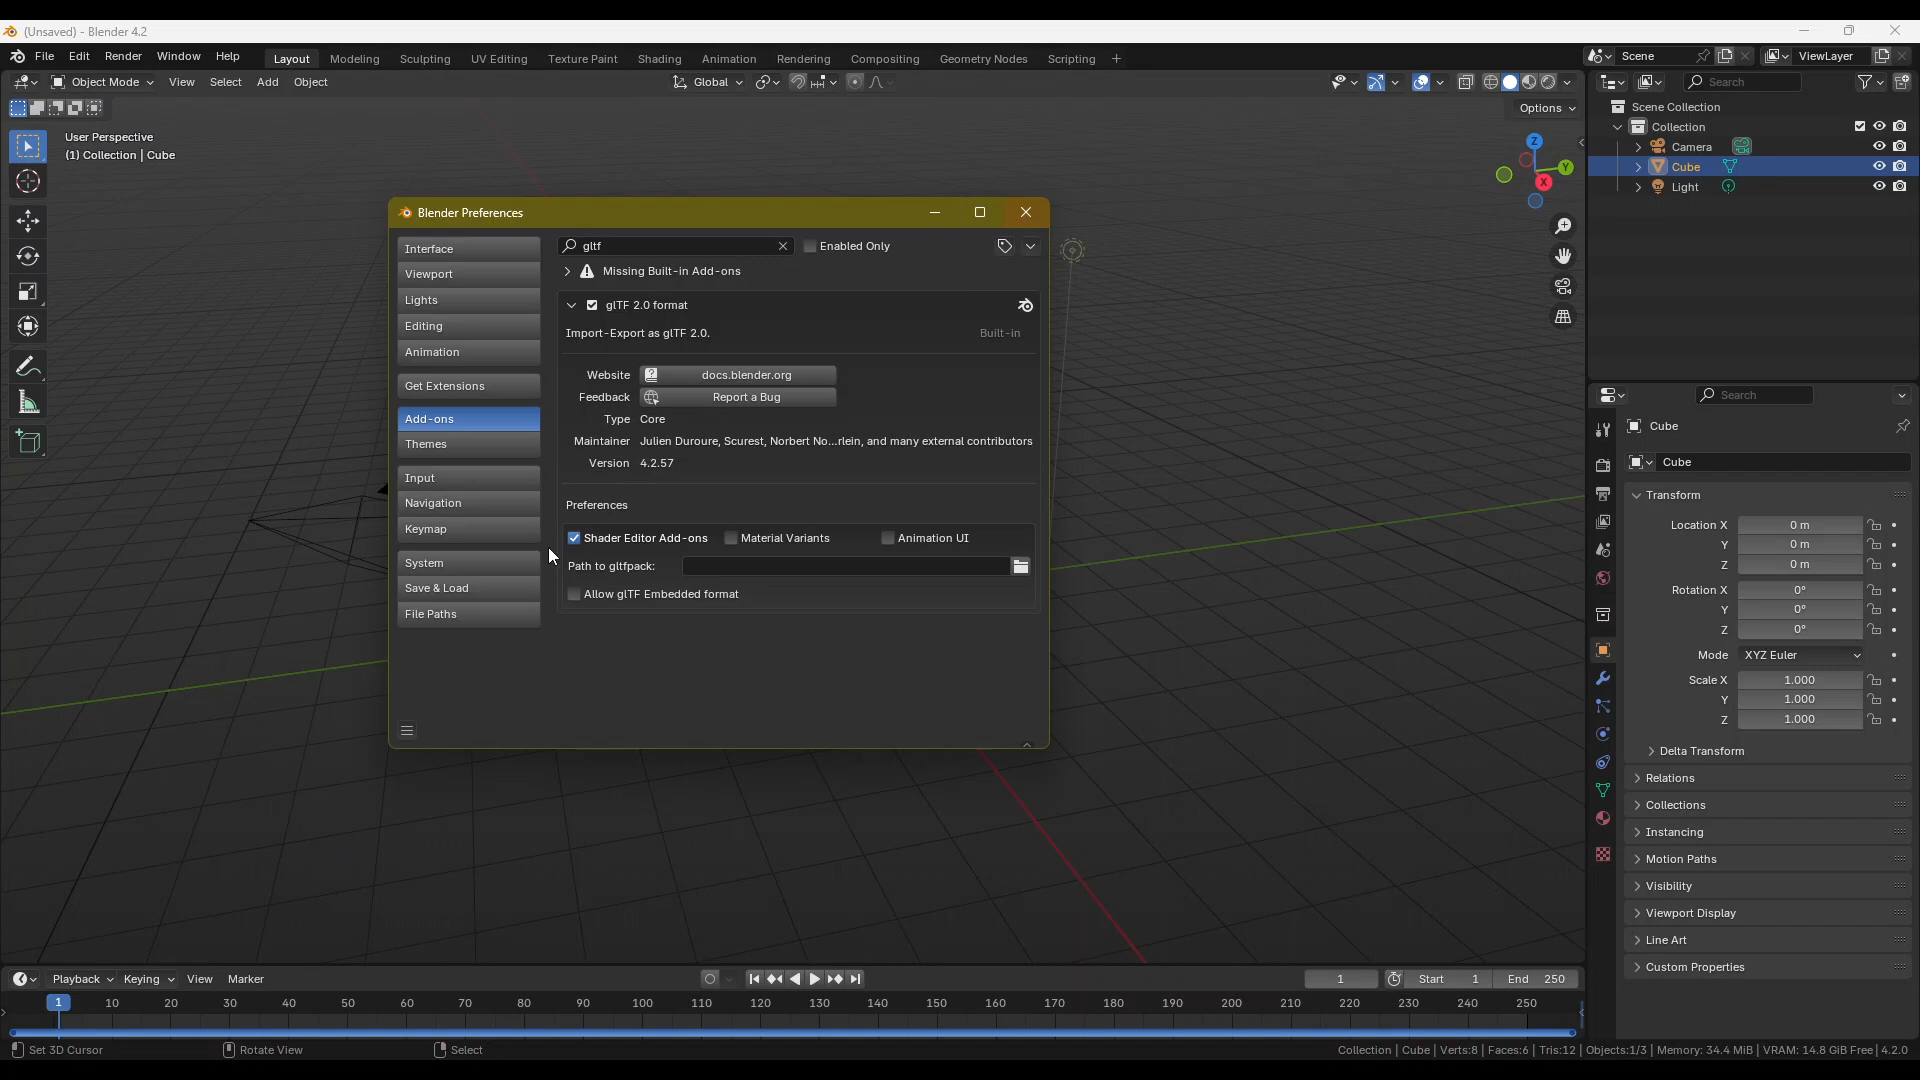 (Unsaved) - Blender 4.2
File Edit Render Window Help
Layout Modeling Sculpting UV Editing Texture Paint Shading Animation Rendering Compositing Geometry Nodes Scripting +
Scene
ViewLayer
Object Mode View Select Add Object
Global
Options
User Perspective
(1) Collection | Cube
Z
Y
X
Search
Scene Collection
Collection
Camera
Cube
Light
Blender Preferences
Interface
Viewport
Lights
Editing
Animation
Get Extensions
Add-ons
Themes
Input
Navigation
Keymap
System
Save & Load
File Paths
gltf
Enabled Only
Missing Built-in Add-ons
glTF 2.0 format
Import-Export as glTF 2.0. Built-in
Website docs.blender.org
Feedback Report a Bug
Type Core
Maintainer Julien Duroure, Scurest, Norbert No...rlein, and many external contributors
Version 4.2.57
Preferences
Shader Editor Add-ons Material Variants Animation UI
Path to gltfpack:
Allow glTF Embedded format
Search
Cube
Cube
Transform
Location X 0 m
Y 0 m
Z 0 m
Rotation X 0°
Y 0°
Z 0°
Mode XYZ Euler
Scale X 1.000
Y 1.000
Z 1.000
Delta Transform
Relations
Collections
Instancing
Motion Paths
Visibility
Viewport Display
Line Art
Custom Properties
Playback Keying View Marker
1 Start 1 End 250
1 10 20 30 40 50 60 70 80 90 100 110 120 130 140 150 160 170 180 190 200 210 220 230 240 250
Set 3D Cursor Rotate View Select
Collection | Cube | Verts:8 | Faces:6 | Tris:12 | Objects:1/3 | Memory: 34.4 MiB | VRAM: 14.8 GiB Free | 4.2.0